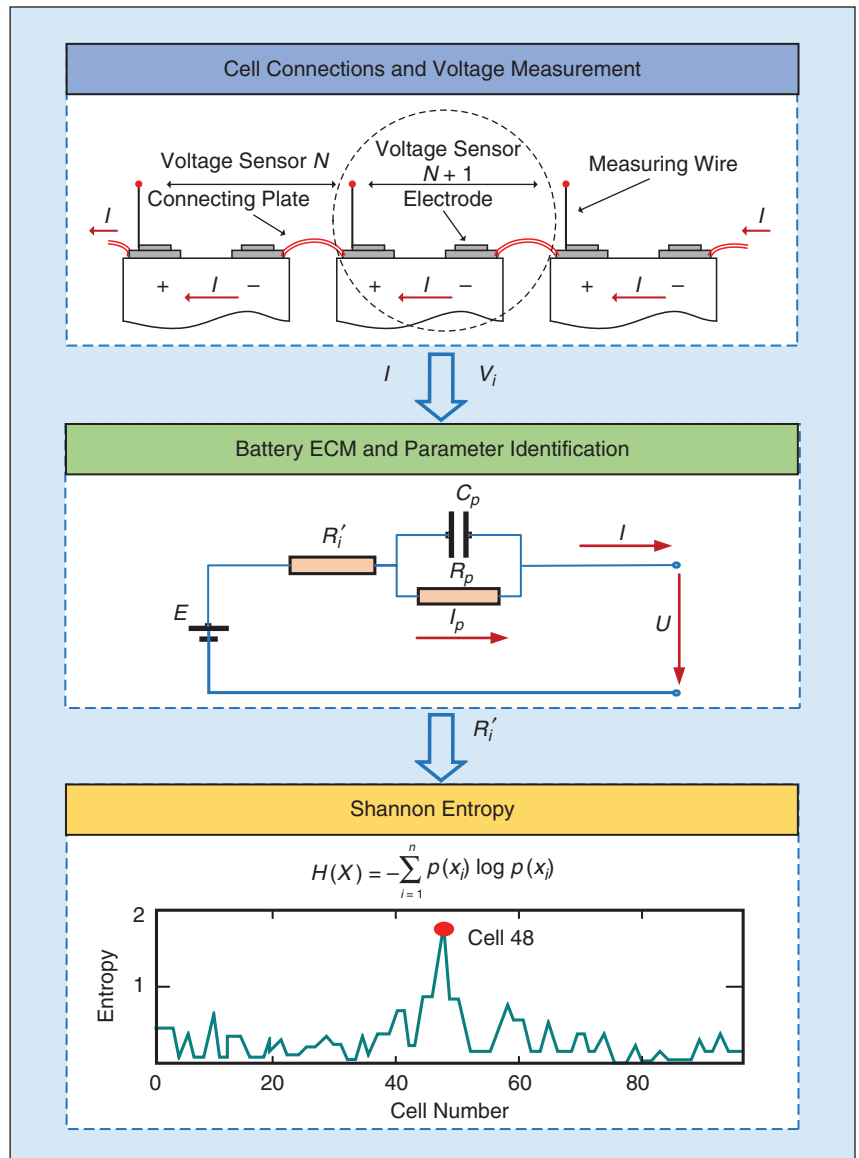 Cell Connections and Voltage Measurement
Voltage Sensor N
Voltage Sensor
N + 1
Measuring Wire
Connecting Plate
Electrode
I
I
+ I −
+ I −
+ I −
I
V_i
Battery ECM and Parameter Identification
C_p
R_i′
I
R_p
E
I_p
U
R_i′
Shannon Entropy
H(X) = −∑_{i = 1}^{n} p(x_i) log p(x_i)
2
Cell 48
1
Entropy
0 20 40 60 80
Cell Number